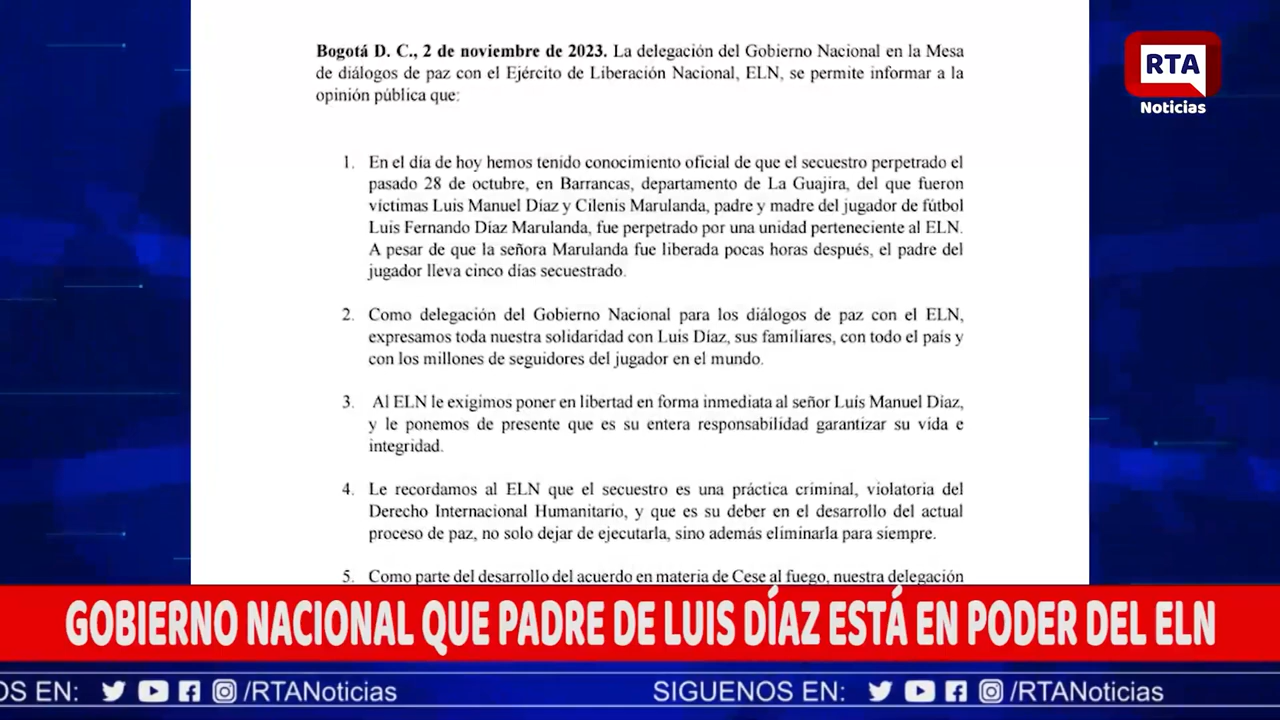 Bogotá D. C., 2 de noviembre de 2023. La delegación del Gobierno Nacional en la Mesa
de diálogos de paz con el Ejército de Liberación Nacional, ELN, se permite informar a la
opinión pública que:
1. En el día de hoy hemos tenido conocimiento oficial de que el secuestro perpetrado el
pasado 28 de octubre, en Barrancas, departamento de La Guajira, del que fueron
víctimas Luis Manuel Díaz y Cilenis Marulanda, padre y madre del jugador de fútbol
Luis Fernando Díaz Marulanda, fue perpetrado por una unidad perteneciente al ELN.
A pesar de que la señora Marulanda fue liberada pocas horas después, el padre del
jugador lleva cinco días secuestrado.
2. Como delegación del Gobierno Nacional para los diálogos de paz con el ELN,
expresamos toda nuestra solidaridad con Luis Díaz, sus familiares, con todo el país y
con los millones de seguidores del jugador en el mundo.
3. Al ELN le exigimos poner en libertad en forma inmediata al señor Luís Manuel Díaz,
y le ponemos de presente que es su entera responsabilidad garantizar su vida e
integridad.
4. Le recordamos al ELN que el secuestro es una práctica criminal, violatoria del
Derecho Internacional Humanitario, y que es su deber en el desarrollo del actual
proceso de paz, no solo dejar de ejecutarla, sino además eliminarla para siempre.
5. Como parte del desarrollo del acuerdo en materia de Cese al fuego, nuestra delegación
RTA
Noticias
GOBIERNO NACIONAL QUE PADRE DE LUIS DÍAZ ESTÁ EN PODER DEL ELN
OS EN: /RTANoticias SIGUENOS EN: /RTANoticias